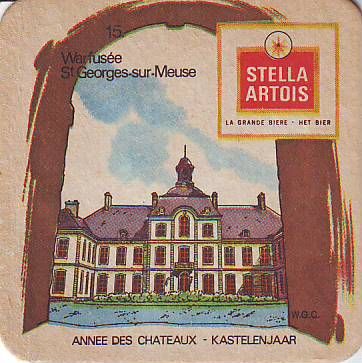 15.
Warfusée
St Georges-sur-Meuse
STELLA
ARTOIS
LA GRANDE BIERE - HET BIER
W.G.C.
ANNEE DES CHATEAUX - KASTELENJAAR